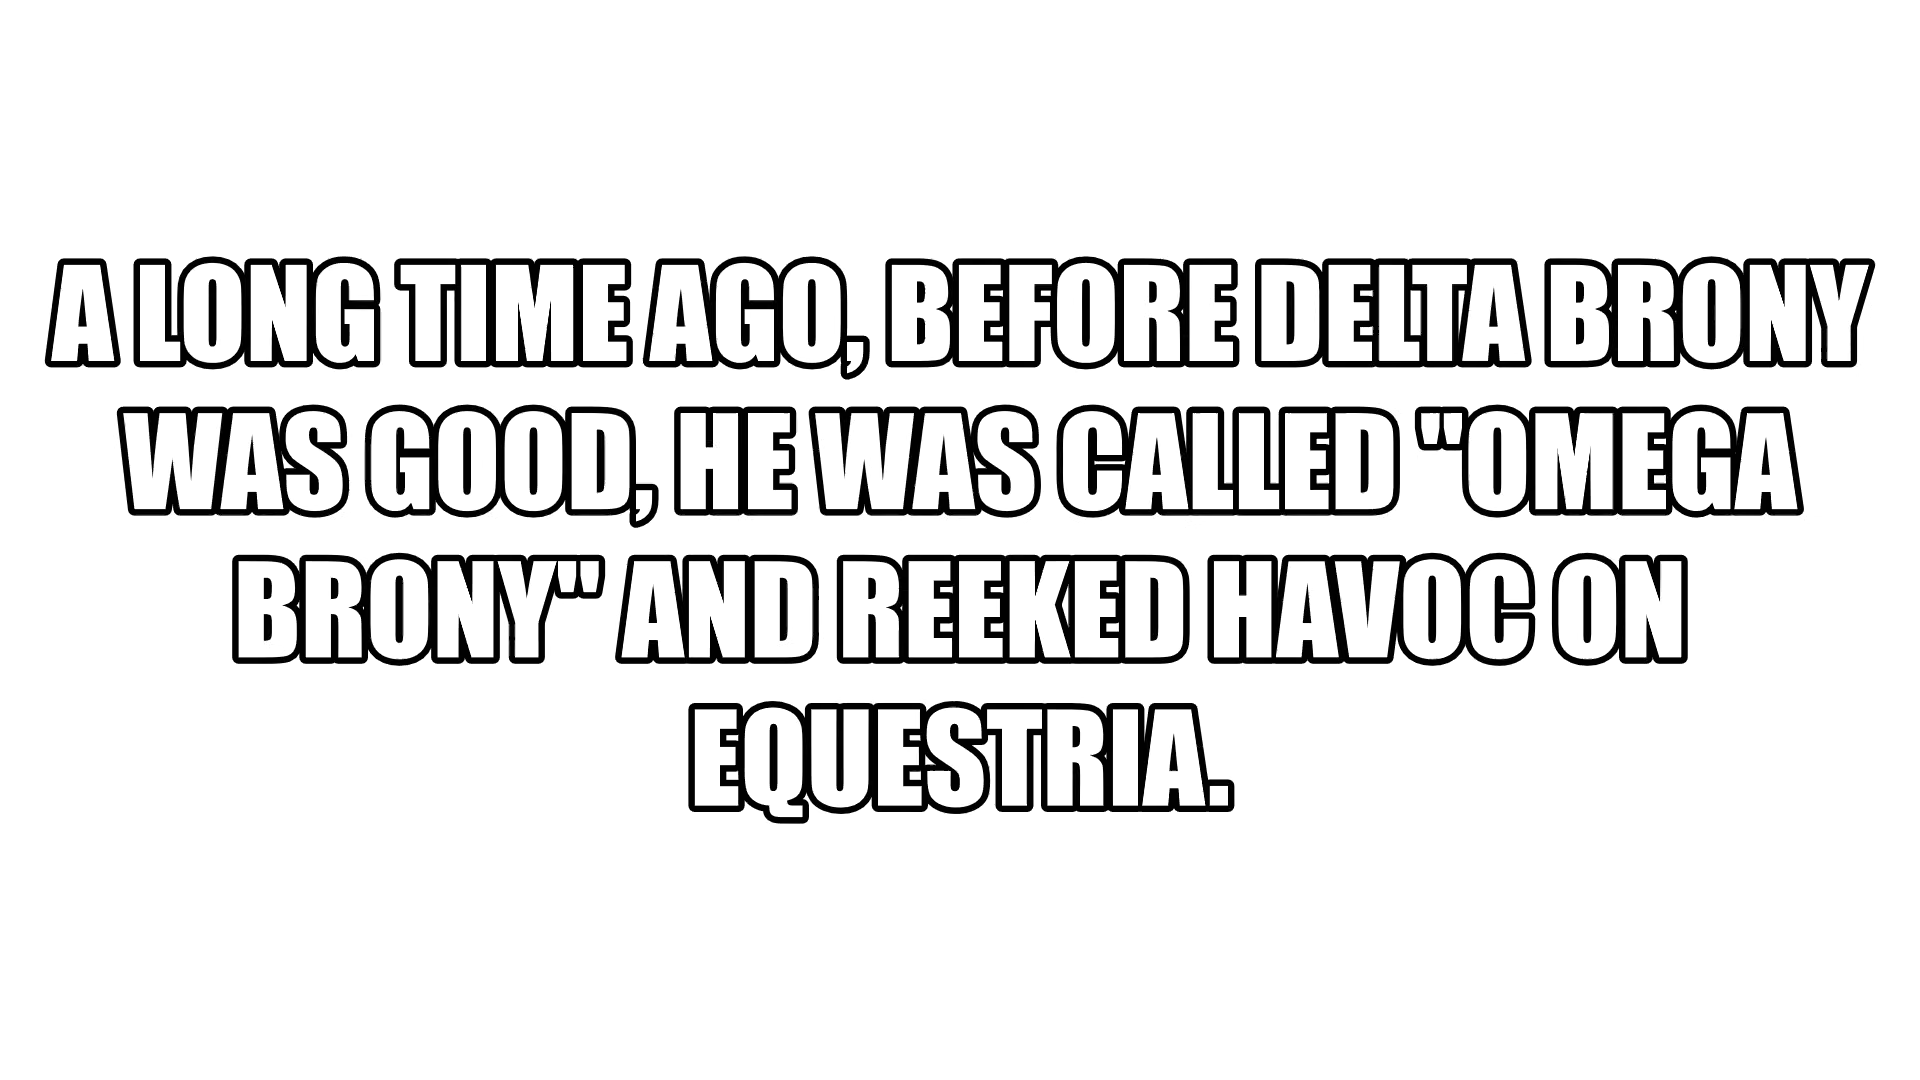 A LONG TIME AGO, BEFORE DELTA BRONY
WAS GOOD, HE WAS CALLED "OMEGA
BRONY" AND REEKED HAVOC ON
EQUESTRIA.